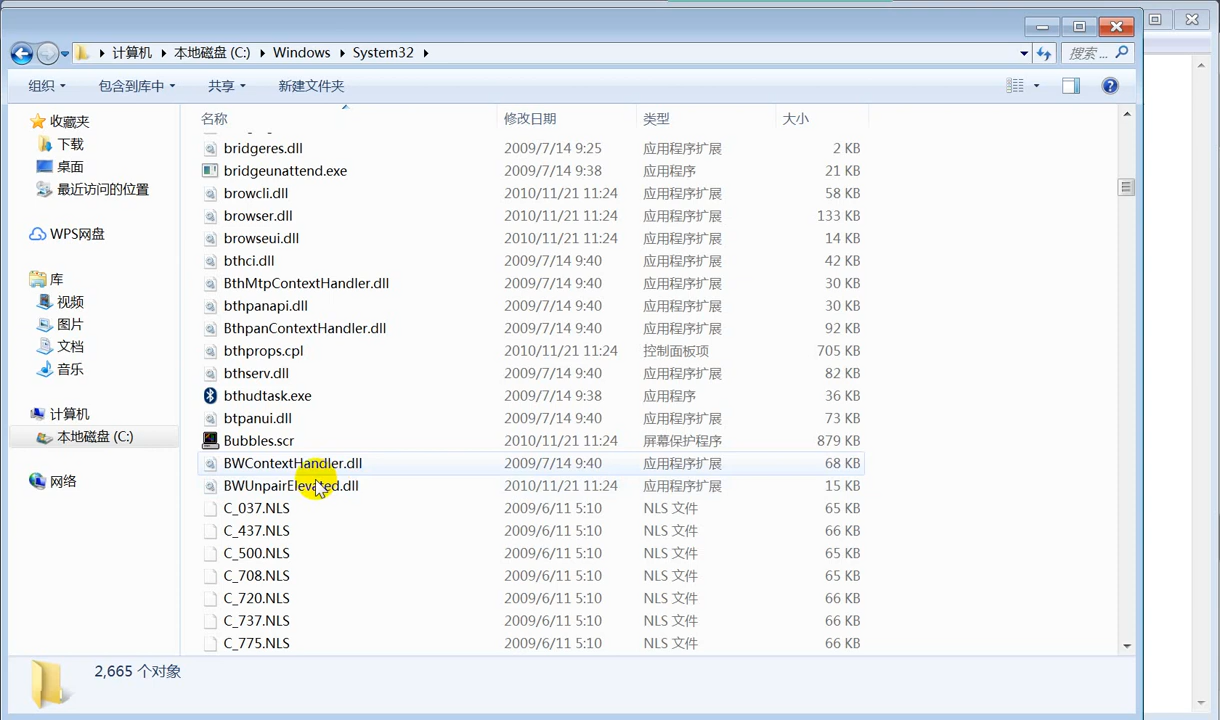 计算机 本地磁盘 (C:) Windows System32 搜索 ...
组织 包含到库中 共享 新建文件夹
名称 修改日期 类型 大小
收藏夹
下载
桌面
最近访问的位置
WPS网盘
库
视频
图片
文档
音乐
计算机
本地磁盘 (C:)
网络
bridgeres.dll 2009/7/14 9:25 应用程序扩展 2 KB
bridgeunattend.exe 2009/7/14 9:38 应用程序 21 KB
browcli.dll 2010/11/21 11:24 应用程序扩展 58 KB
browser.dll 2010/11/21 11:24 应用程序扩展 133 KB
browseui.dll 2010/11/21 11:24 应用程序扩展 14 KB
bthci.dll 2009/7/14 9:40 应用程序扩展 42 KB
BthMtpContextHandler.dll 2009/7/14 9:40 应用程序扩展 30 KB
bthpanapi.dll 2009/7/14 9:40 应用程序扩展 30 KB
BthpanContextHandler.dll 2009/7/14 9:40 应用程序扩展 92 KB
bthprops.cpl 2010/11/21 11:24 控制面板项 705 KB
bthserv.dll 2009/7/14 9:40 应用程序扩展 82 KB
bthudtask.exe 2009/7/14 9:38 应用程序 36 KB
btpanui.dll 2009/7/14 9:40 应用程序扩展 73 KB
Bubbles.scr 2010/11/21 11:24 屏幕保护程序 879 KB
BWContextHandler.dll 2009/7/14 9:40 应用程序扩展 68 KB
BWUnpairElevated.dll 2010/11/21 11:24 应用程序扩展 15 KB
C_037.NLS 2009/6/11 5:10 NLS 文件 65 KB
C_437.NLS 2009/6/11 5:10 NLS 文件 66 KB
C_500.NLS 2009/6/11 5:10 NLS 文件 65 KB
C_708.NLS 2009/6/11 5:10 NLS 文件 65 KB
C_720.NLS 2009/6/11 5:10 NLS 文件 66 KB
C_737.NLS 2009/6/11 5:10 NLS 文件 66 KB
C_775.NLS 2009/6/11 5:10 NLS 文件 66 KB
2,665 个对象